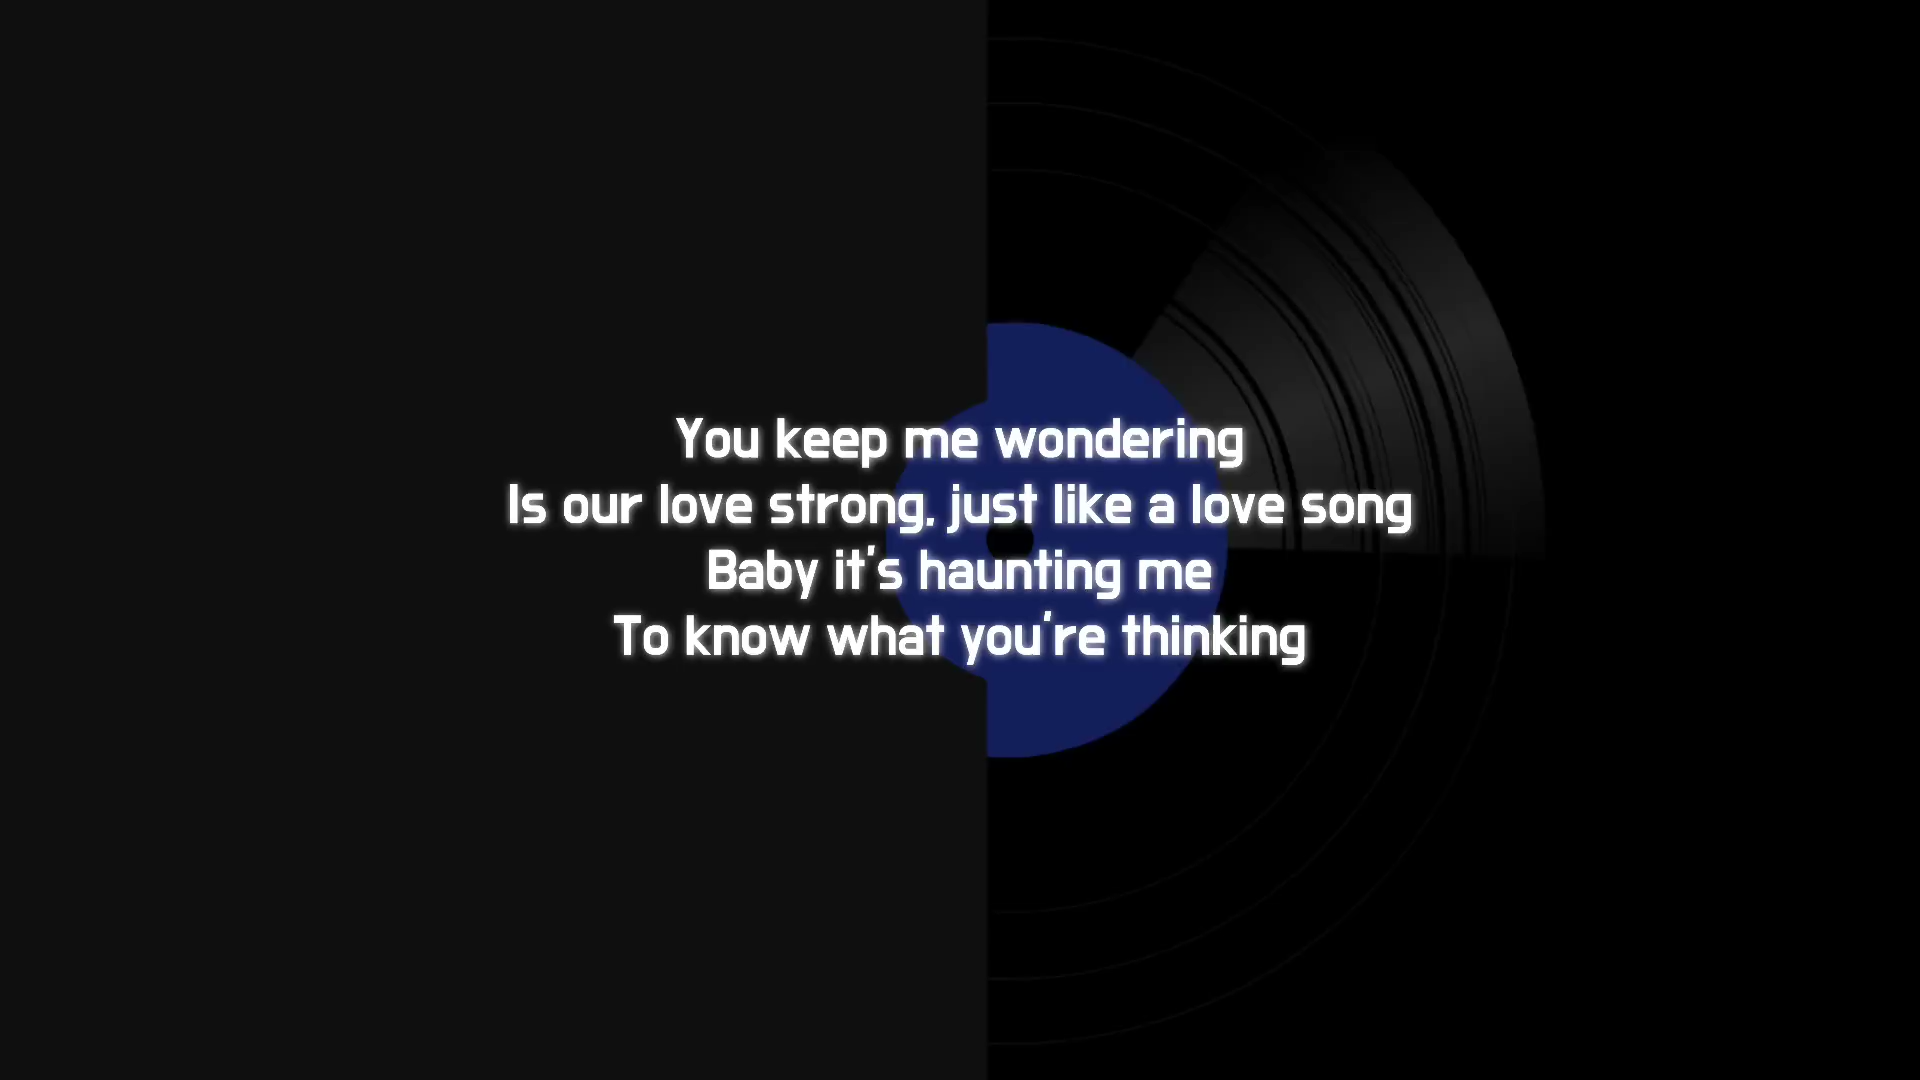 You keep me wondering
Is our love strong, just like a love song
Baby it's haunting me
To know what you're thinking